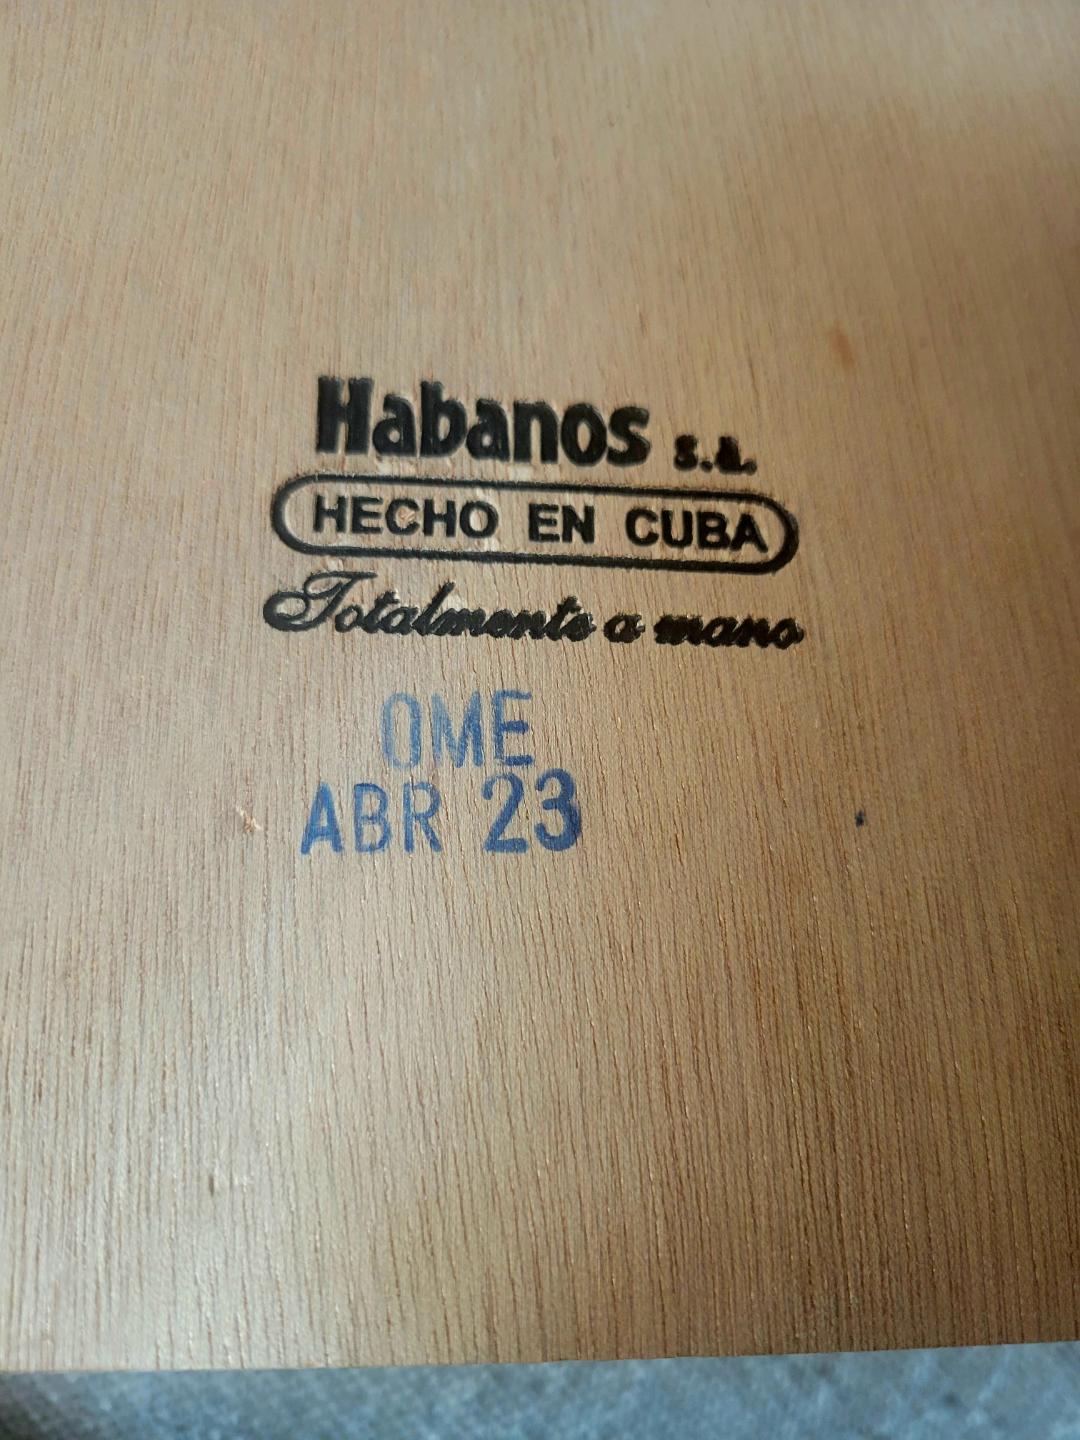 Habanos s.a.
HECHO EN CUBA
Totalmente a mano
OME
ABR 23